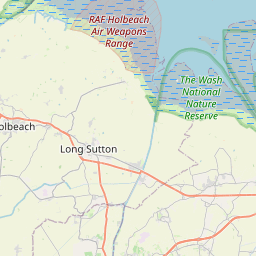 RAF Holbeach
Air Weapons
Range
The Wash
National
Nature
Reserve
olbeach
Long Sutton